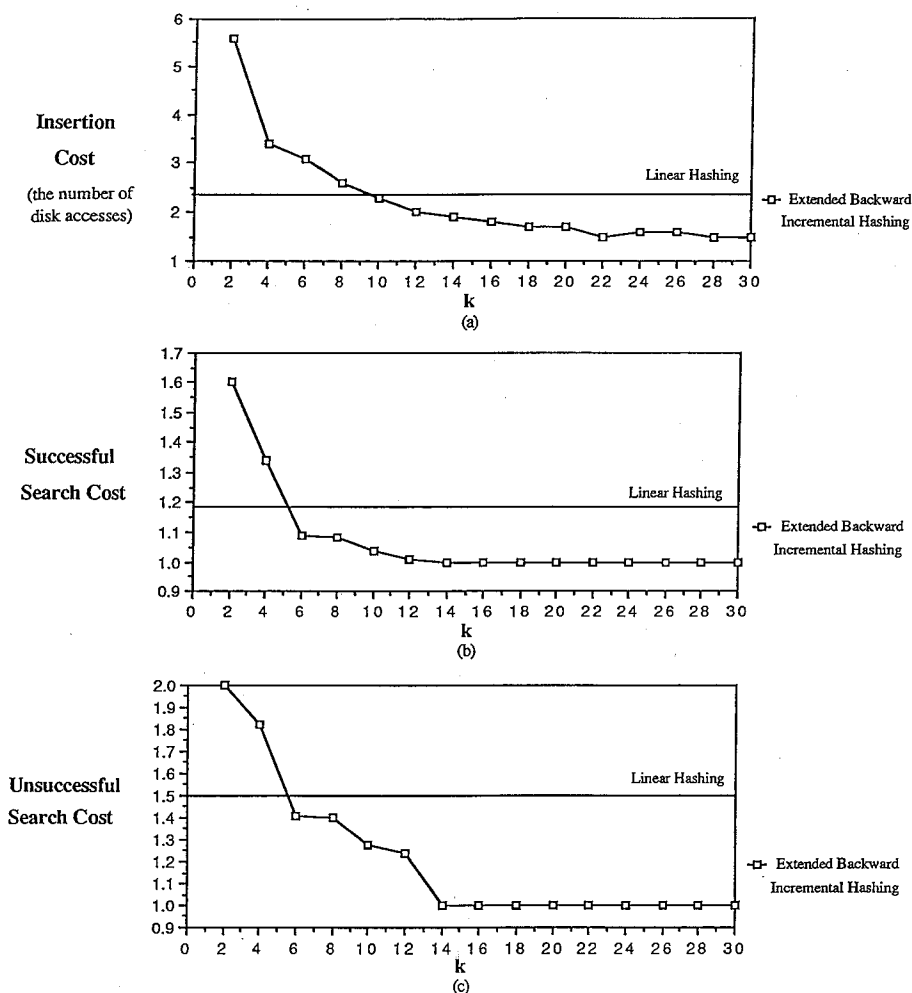 6
5
4
3
2
1
Insertion
Cost
(the number of
disk accesses)
Linear Hashing
Extended Backward
Incremental Hashing
0 2 4 6 8 10 12 14 16 18 20 22 24 26 28 30
k
(a)
1.7
1.6
1.5
1.4
1.3
1.2
1.1
1.0
0.9
Successful
Search Cost
Linear Hashing
Extended Backward
Incremental Hashing
0 2 4 6 8 10 12 14 16 18 20 22 24 26 28 30
k
(b)
2.0
1.9
1.8
1.7
1.6
1.5
1.4
1.3
1.2
1.1
1.0
0.9
Unsuccessful
Search Cost
Linear Hashing
Extended Backward
Incremental Hashing
0 2 4 6 8 10 12 14 16 18 20 22 24 26 28 30
k
(c)